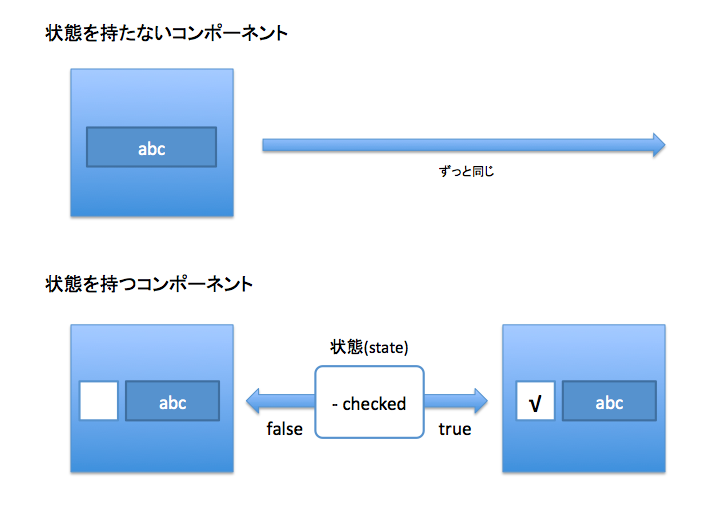 状態を持たないコンポーネント
abc
ずっと同じ
状態を持つコンポーネント
状態(state)
abc
- checked
√
abc
false
true